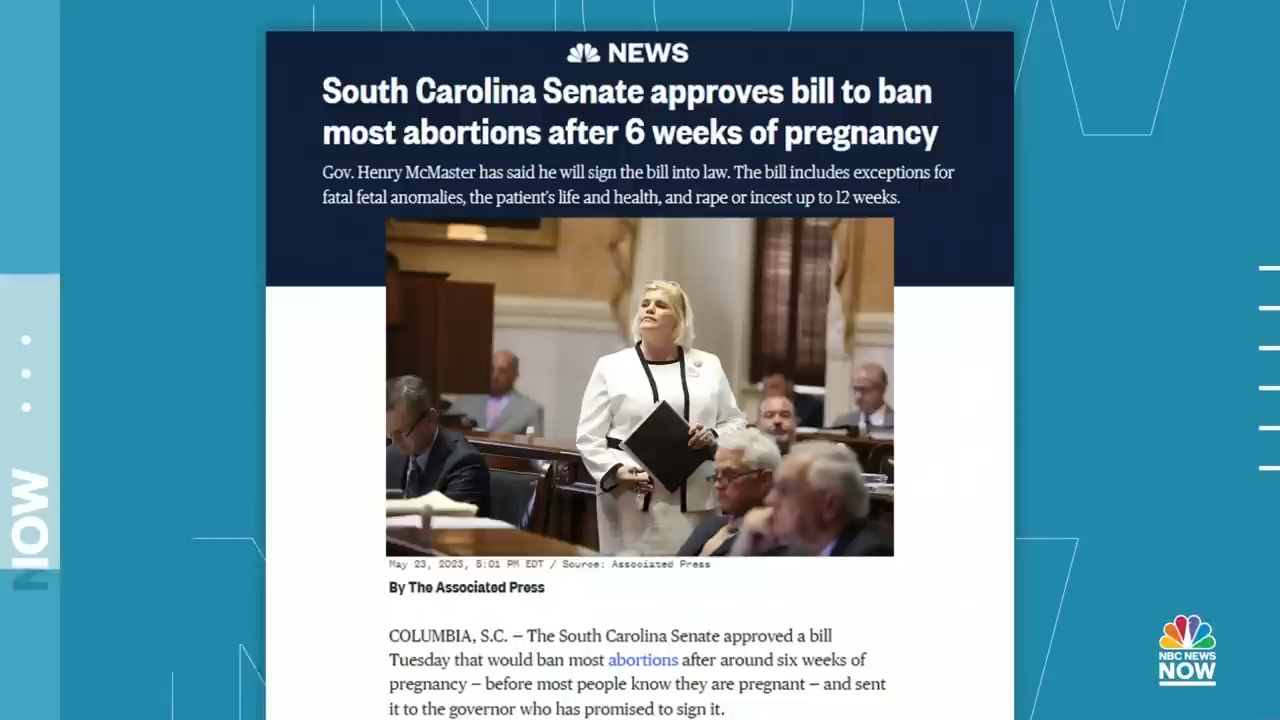 NEWS
South Carolina Senate approves bill to ban
most abortions after 6 weeks of pregnancy
Gov. Henry McMaster has said he will sign the bill into law. The bill includes exceptions for
fatal fetal anomalies, the patient's life and health, and rape or incest up to 12 weeks.
May 23, 2023, 5:01 PM EDT / Source: Associated Press
By The Associated Press
COLUMBIA, S.C. — The South Carolina Senate approved a bill
Tuesday that would ban most abortions after around six weeks of
pregnancy — before most people know they are pregnant — and sent
it to the governor who has promised to sign it.
NOW
NBC NEWS
NOW